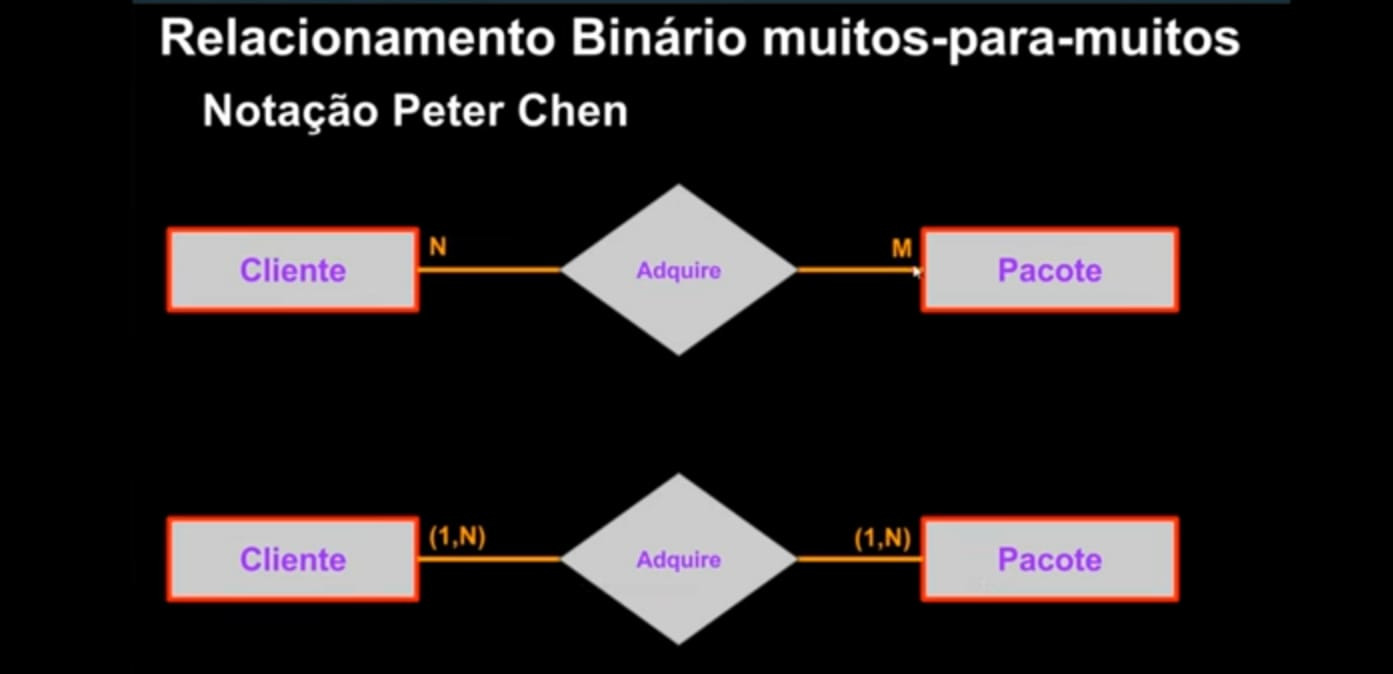 Relacionamento Binário muitos-para-muitos
Notação Peter Chen
N
M
Cliente
Adquire
Pacote
(1,N)
(1,N)
Cliente
Adquire
Pacote